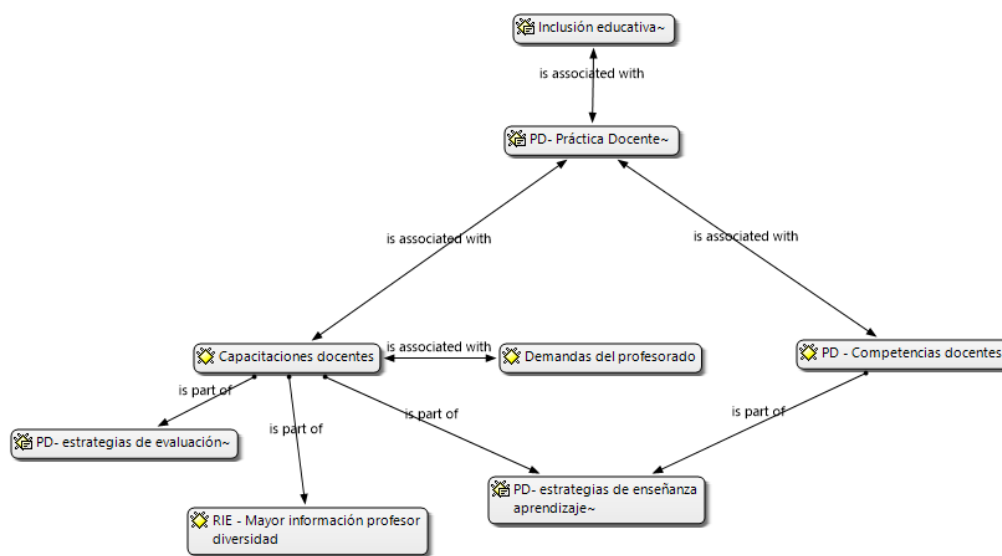 Inclusión educativa~
is associated with
PD- Práctica Docente~
is associated with
is associated with
Capacitaciones docentes
is associated with
Demandas del profesorado
PD - Competencias docentes
is part of
is part of
is part of
is part of
PD- estrategias de evaluación~
PD- estrategias de enseñanza
aprendizaje~
RIE - Mayor información profesor
diversidad